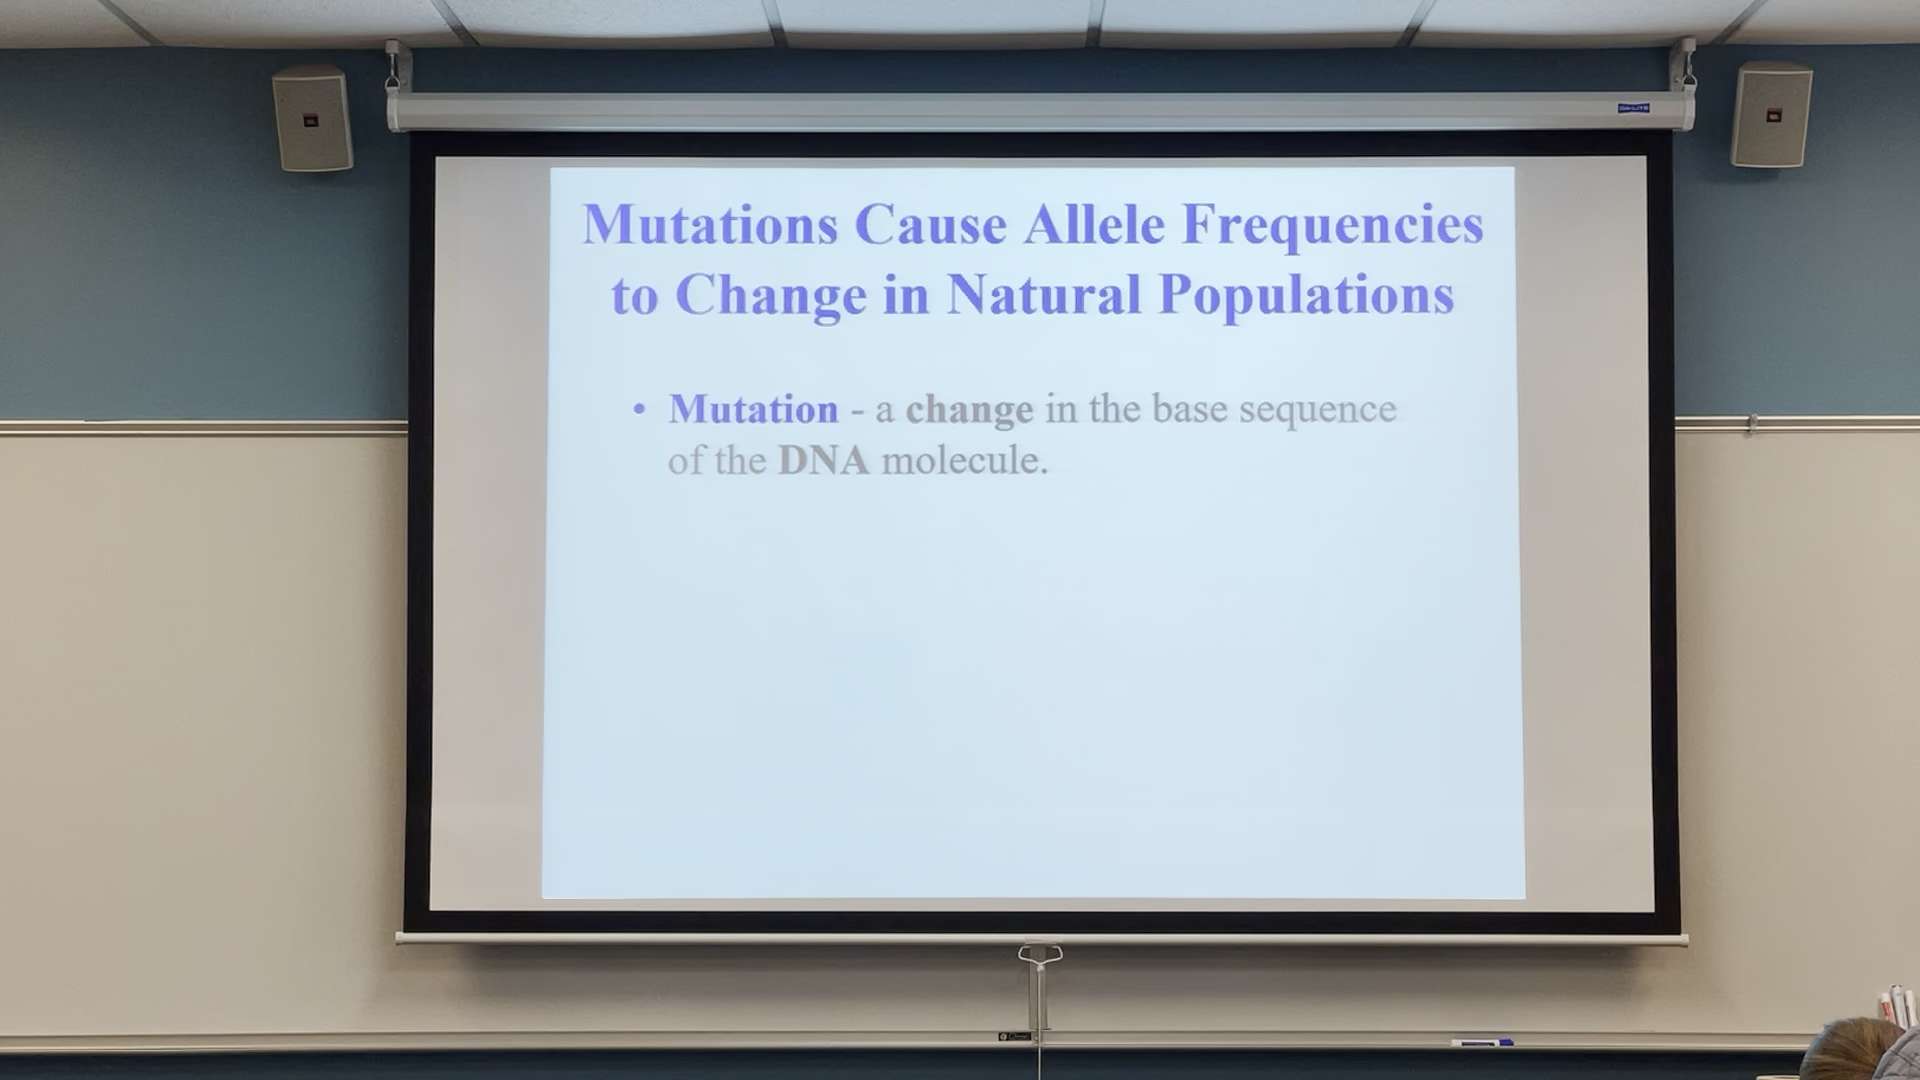 Mutations Cause Allele Frequencies
to Change in Natural Populations
• Mutation - a change in the base sequence
of the DNA molecule.